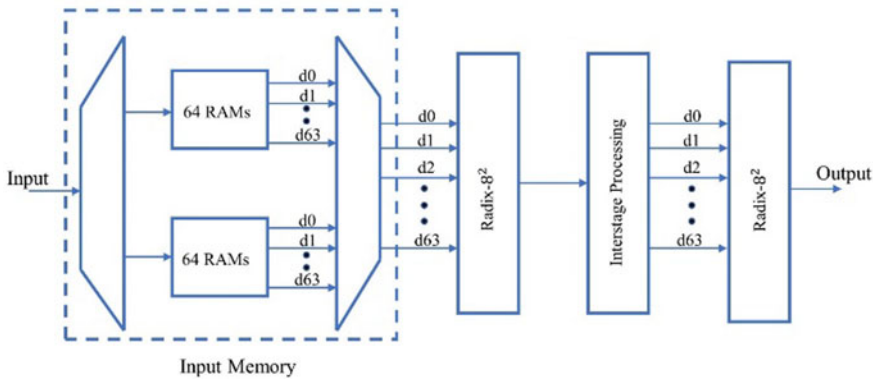 Input
64 RAMs
d0
d1
d63
64 RAMs
d0
d1
d63
Input Memory
d0
d1
d2
d63
Radix-8²
Interstage Processing
d0
d1
d2
d63
Radix-8²
Output